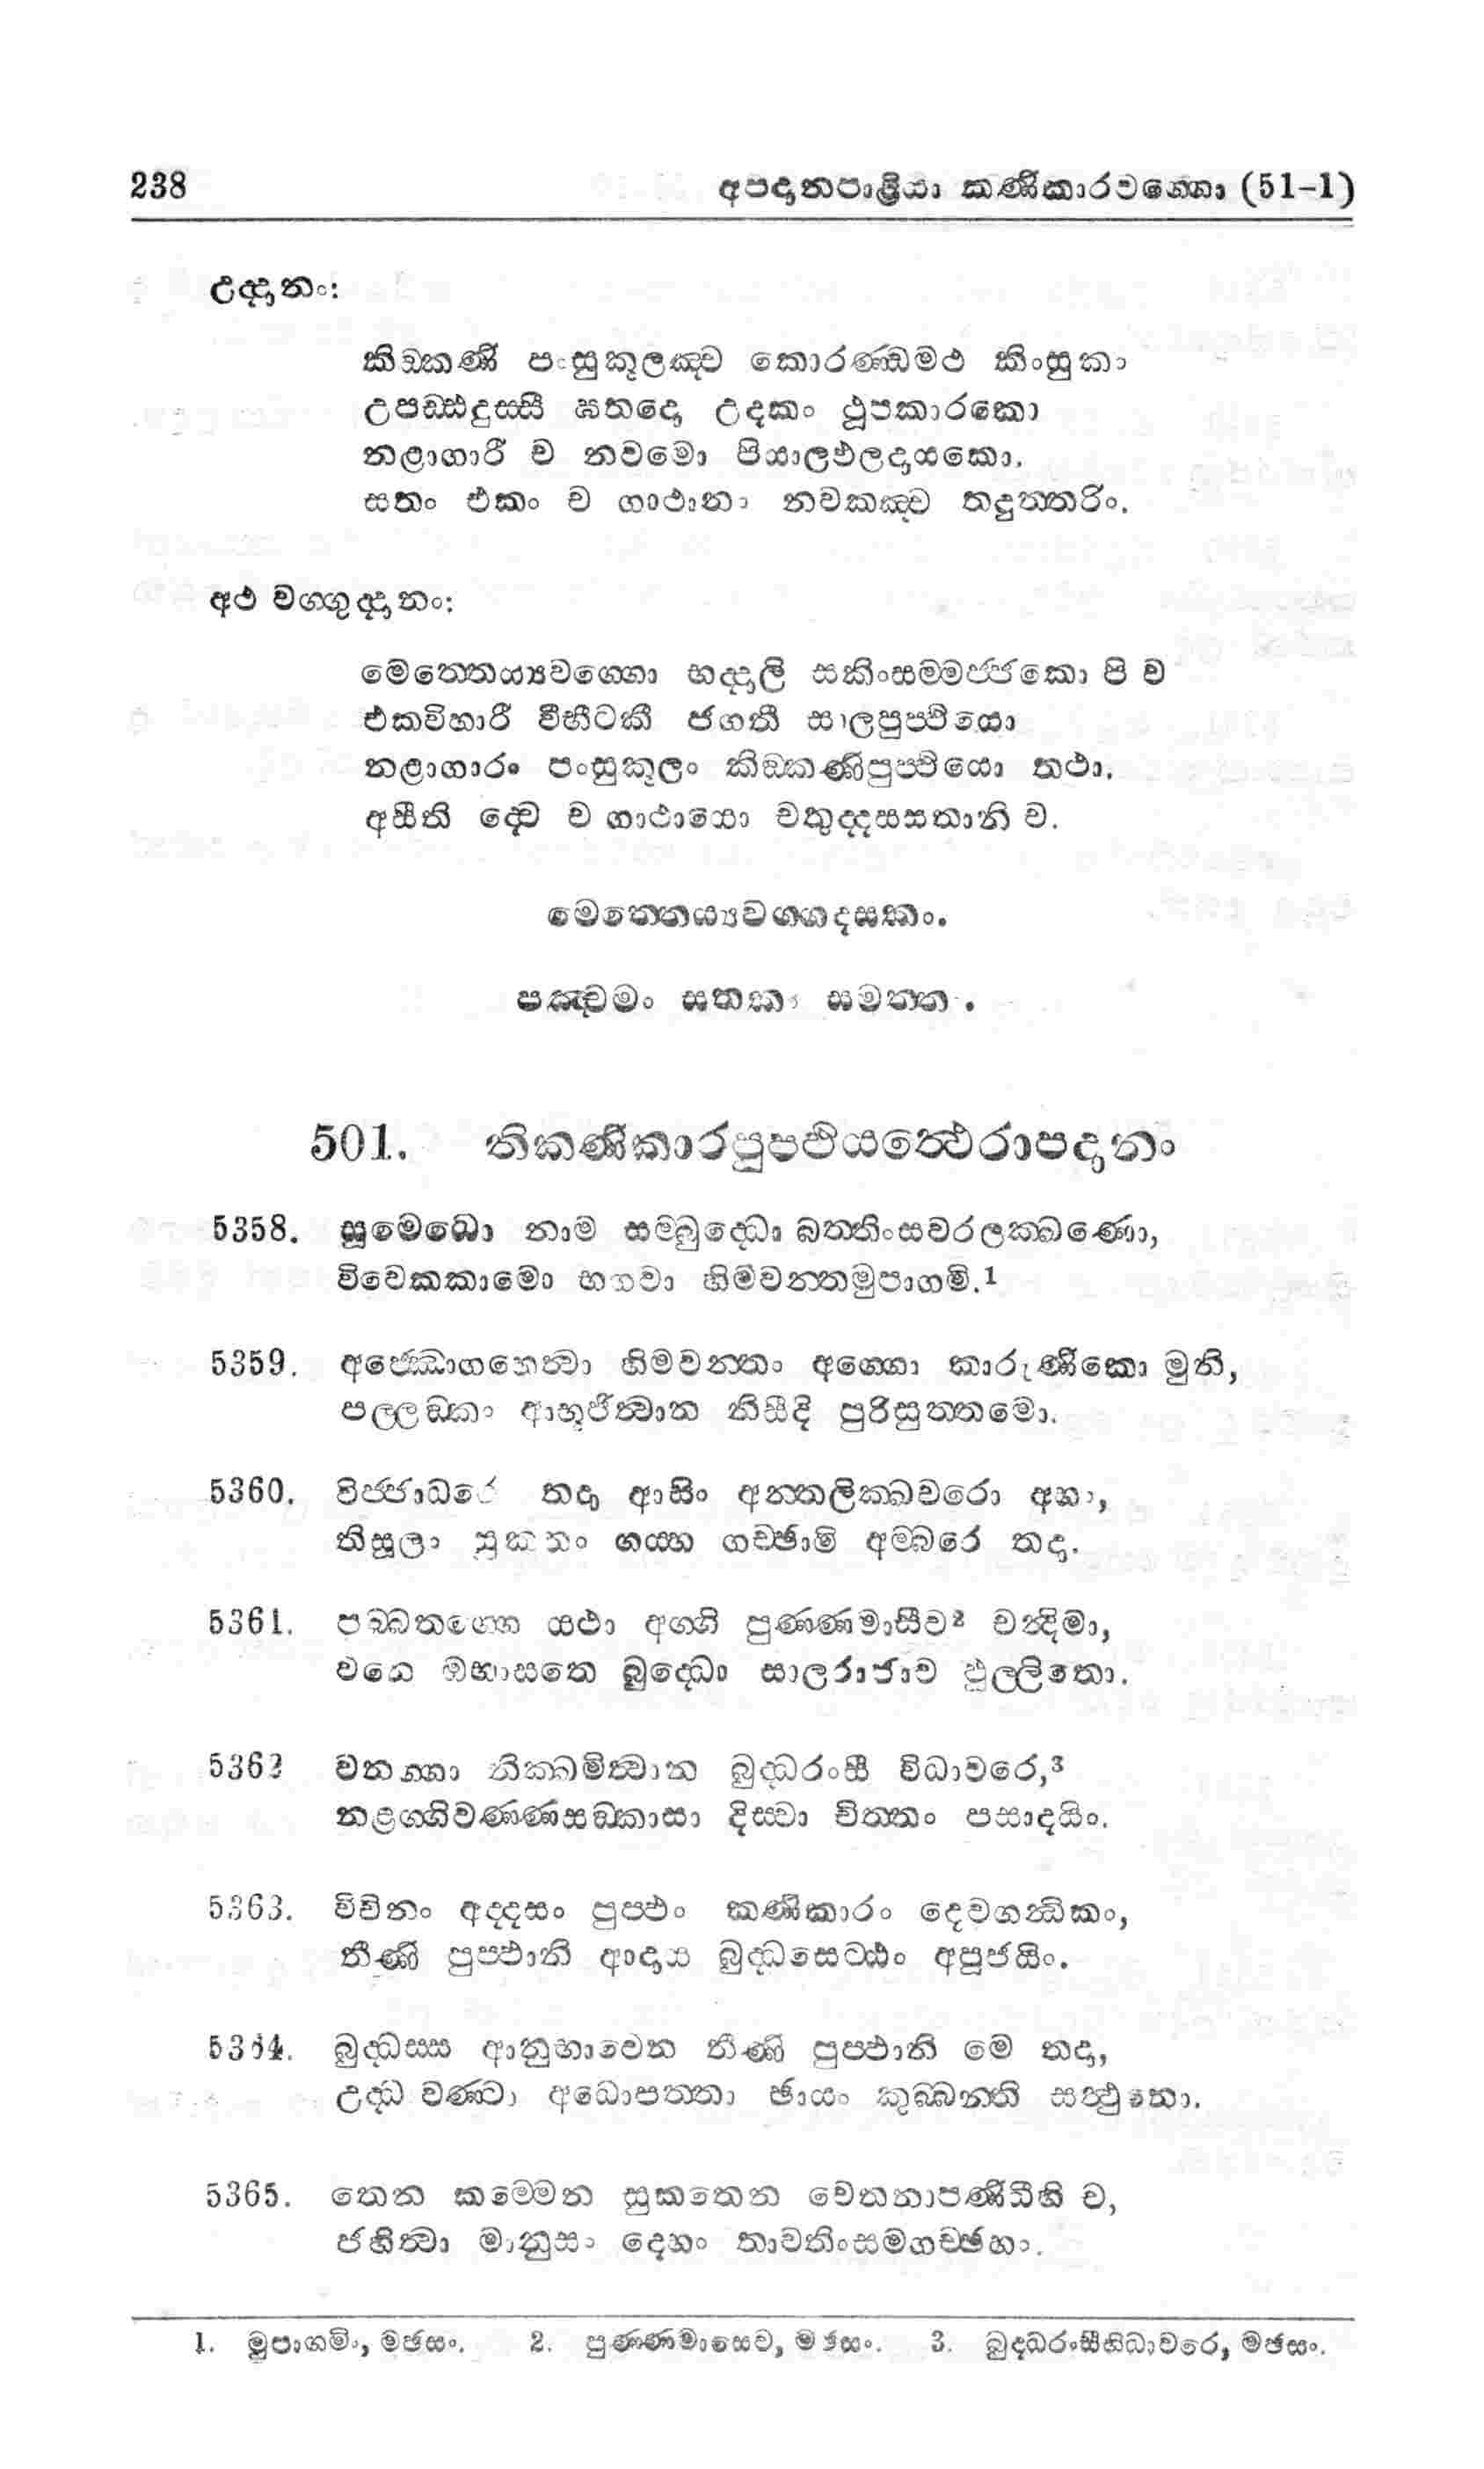 238 අපදානපාළියා කණිකාරවග්ගො (51-1)
උද්දානං:
කිඞ්කණි පංසුකූලඤ්ච කොරණ්ඩමථ කිංසුකං
උපඩ්ඪදුස්සී ඝතදො උදකං ථූපකාරකො
නළාගාරී ච නවමො පියාලඵලදායකො.
සතං එකං ච ගාථානං නවකඤ්ච තදුත්තරිං.
අථ වග්ගුද්දානං:
මෙත්තෙය්‍යවග්ගො භද්දාලි සකිංසම්මජ්ජකො පි ච
එකවිහාරී විභීටකී ජගතී සාලපුප්ඵියො
නළාගාරං පංසුකූලං කිඞ්කණිපුප්ඵියො තථා.
අසීති ද්වෙ ච ගාථායො චතුද්දසසතානි ච.
මෙත්තෙය්‍යවග්ගදසකං.
පඤ්චමං සතකං සමත්තං.
501. තිකණිකාරපුප්ඵියත්ථෙරාපදානං
5358. සුමෙධො නාම සම්බුද්ධො බත්තිංසවරලක්ඛණො,
විවෙකකාමො භගවා හිමවන්තමුපාගමි.1
5359. අජ්ඣොගහෙත්වා හිමවන්තං අග්ගො කාරුණිකො මුනි,
පල්ලඞ්කං ආභුජිත්වාන නිසීදි පුරිසුත්තමො.
5360. විජ්ජාධරො තදා ආසිං අන්තලික්ඛචරො අහං,
තිසූලං සුකතං ගය්හ ගච්ඡාමි අම්බරෙ තදා.
5361. පබ්බතග්ගෙ යථා අග්ගි පුණ්ණමාසීව2 චන්දිමා,
වනෙ ඔභාසතෙ බුද්ධො සාලරාජාව ඵුල්ලිතො.
5362 වනග්ගා නික්ඛමිත්වාන බුද්ධරංසී විධාවරෙ,3
නළග්ගිවණ්ණසඞ්කාසා දිස්වා චිත්තං පසාදයිං.
5363. විචිනං අද්දසං පුප්ඵං කණිකාරං දෙවගන්ධිකං,
තීණි පුප්ඵානි ආදාය බුද්ධසෙට්ඨං අපූජයිං.
5364. බුද්ධස්ස ආනුභාවෙන තීණි පුප්ඵානි මෙ තදා,
උද්ධං වණ්ටා අධොපත්තා ඡායං කුබ්බන්ති සත්ථුනො.
5365. තෙන කම්මෙන සුකතෙන චෙතනාපණිධීහි ච,
ජහිත්වා මානුසං දෙහං තාවතිංසමගච්ඡහං.
1. මුපාගමිං, මඡසං. 2. පුණ්ණමායෙව, මඡසං. 3. බුද්ධරංසීභිධාවරෙ, මඡසං.